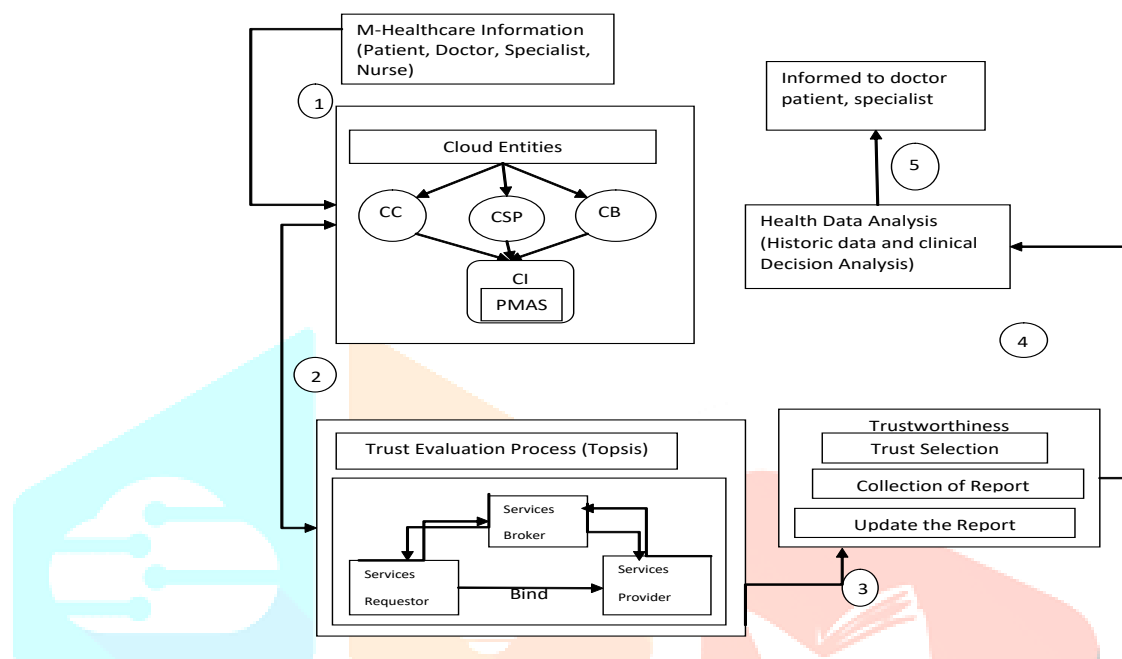 M-Healthcare Information
(Patient, Doctor, Specialist,
Nurse)
1
Cloud Entities
CC
CSP
CB
CI
PMAS
2
Trust Evaluation Process (Topsis)
Services
Broker
Services
Requestor
Bind
Services
Provider
3
Trustworthiness
Trust Selection
Collection of Report
Update the Report
4
Health Data Analysis
(Historic data and clinical
Decision Analysis)
5
Informed to doctor
patient, specialist